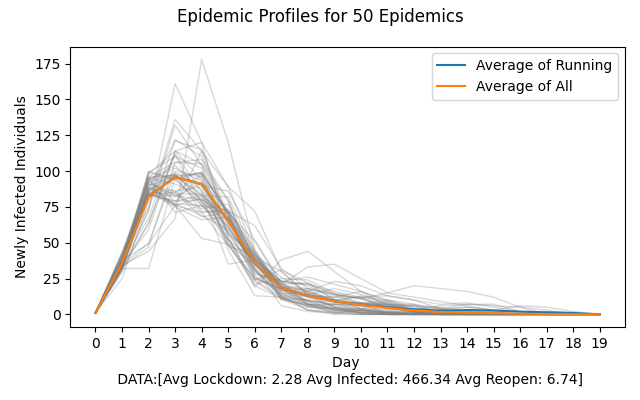 Epidemic Profiles for 50 Epidemics
Average of Running
Average of All
175
150
125
100
75
50
25
0
Newly Infected Individuals
0 1 2 3 4 5 6 7 8 9 10 11 12 13 14 15 16 17 18 19
Day
DATA:[Avg Lockdown: 2.28 Avg Infected: 466.34 Avg Reopen: 6.74]